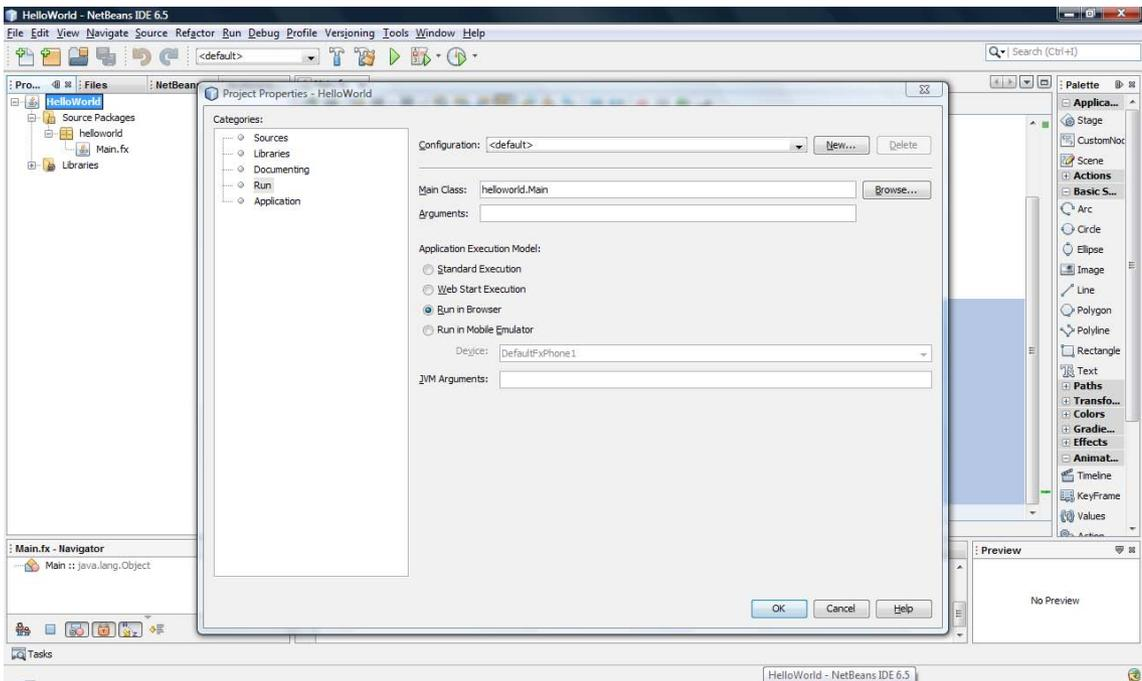 HelloWorld - NetBeans IDE 6.5
File Edit View Navigate Source Refactor Run Debug Profile Versioning Tools Window Help
<default>
Search (Ctrl+I)
Pro...
Files
NetBean
HelloWorld
Source Packages
helloworld
Main.fx
Libraries
Project Properties - HelloWorld
Categories:
Sources
Libraries
Documenting
Run
Application
Configuration: <default> New... Delete
Main Class: helloworld.Main Browse...
Arguments:
Application Execution Model:
Standard Execution
Web Start Execution
Run in Browser
Run in Mobile Emulator
Device: DefaultFxPhone1
JVM Arguments:
OK Cancel Help
Palette
Applica...
Stage
CustomNoc
Scene
Actions
Basic S...
Arc
Circle
Ellipse
Image
Line
Polygon
Polyline
Rectangle
Text
Paths
Transfo...
Colors
Gradie...
Effects
Animat...
Timeline
KeyFrame
Values
Main.fx - Navigator
Main :: java.lang.Object
Preview
No Preview
Tasks
HelloWorld - NetBeans IDE 6.5